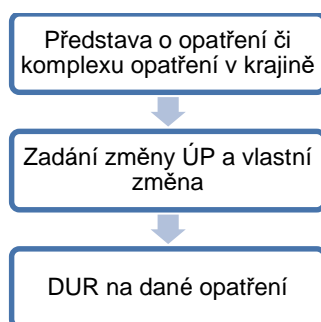 Představa o opatření či
komplexu opatření v krajině
Zadání změny ÚP a vlastní
změna
DUR na dané opatření